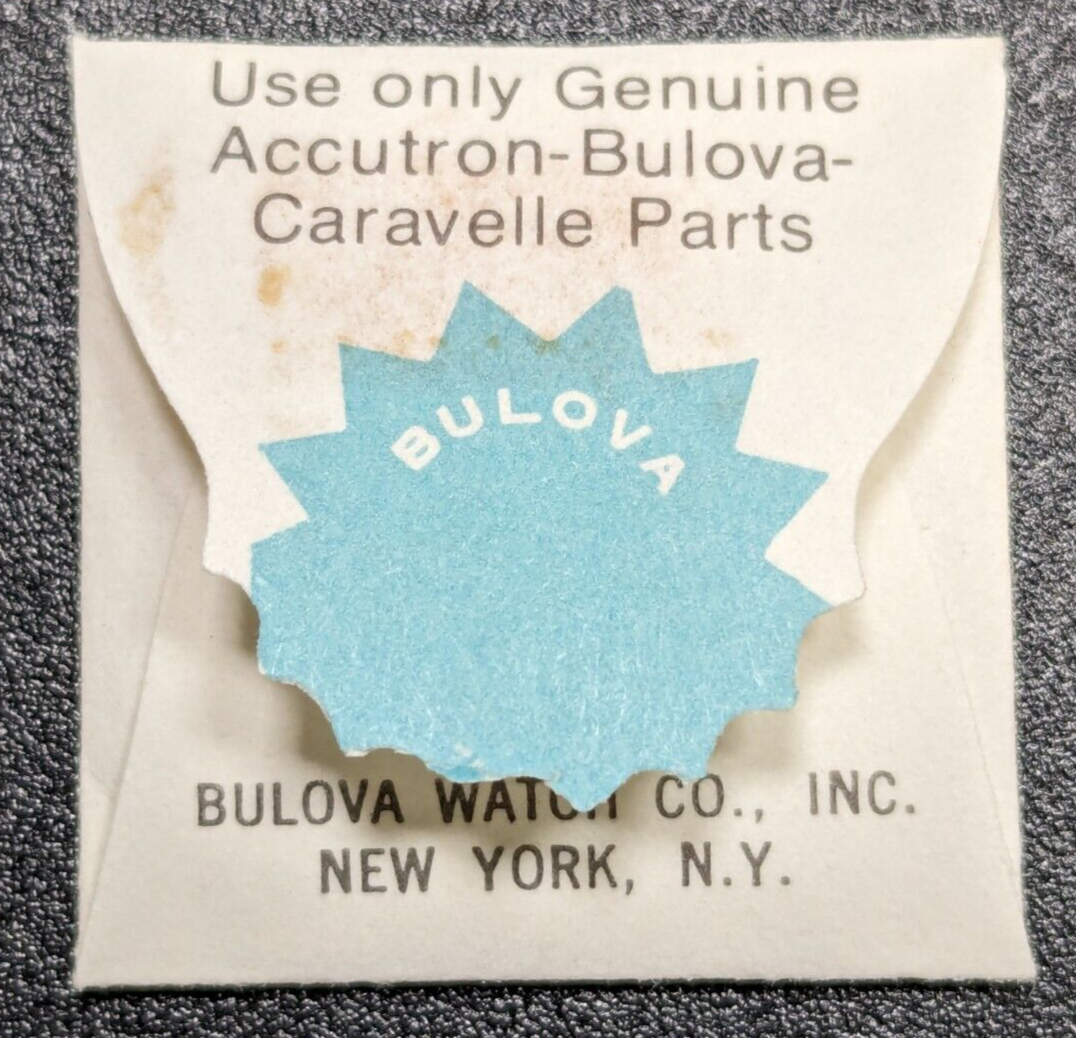 Use only Genuine
Accutron-Bulova-
Caravelle Parts
BULOVA
BULOVA WATCH CO., INC.
NEW YORK, N.Y.